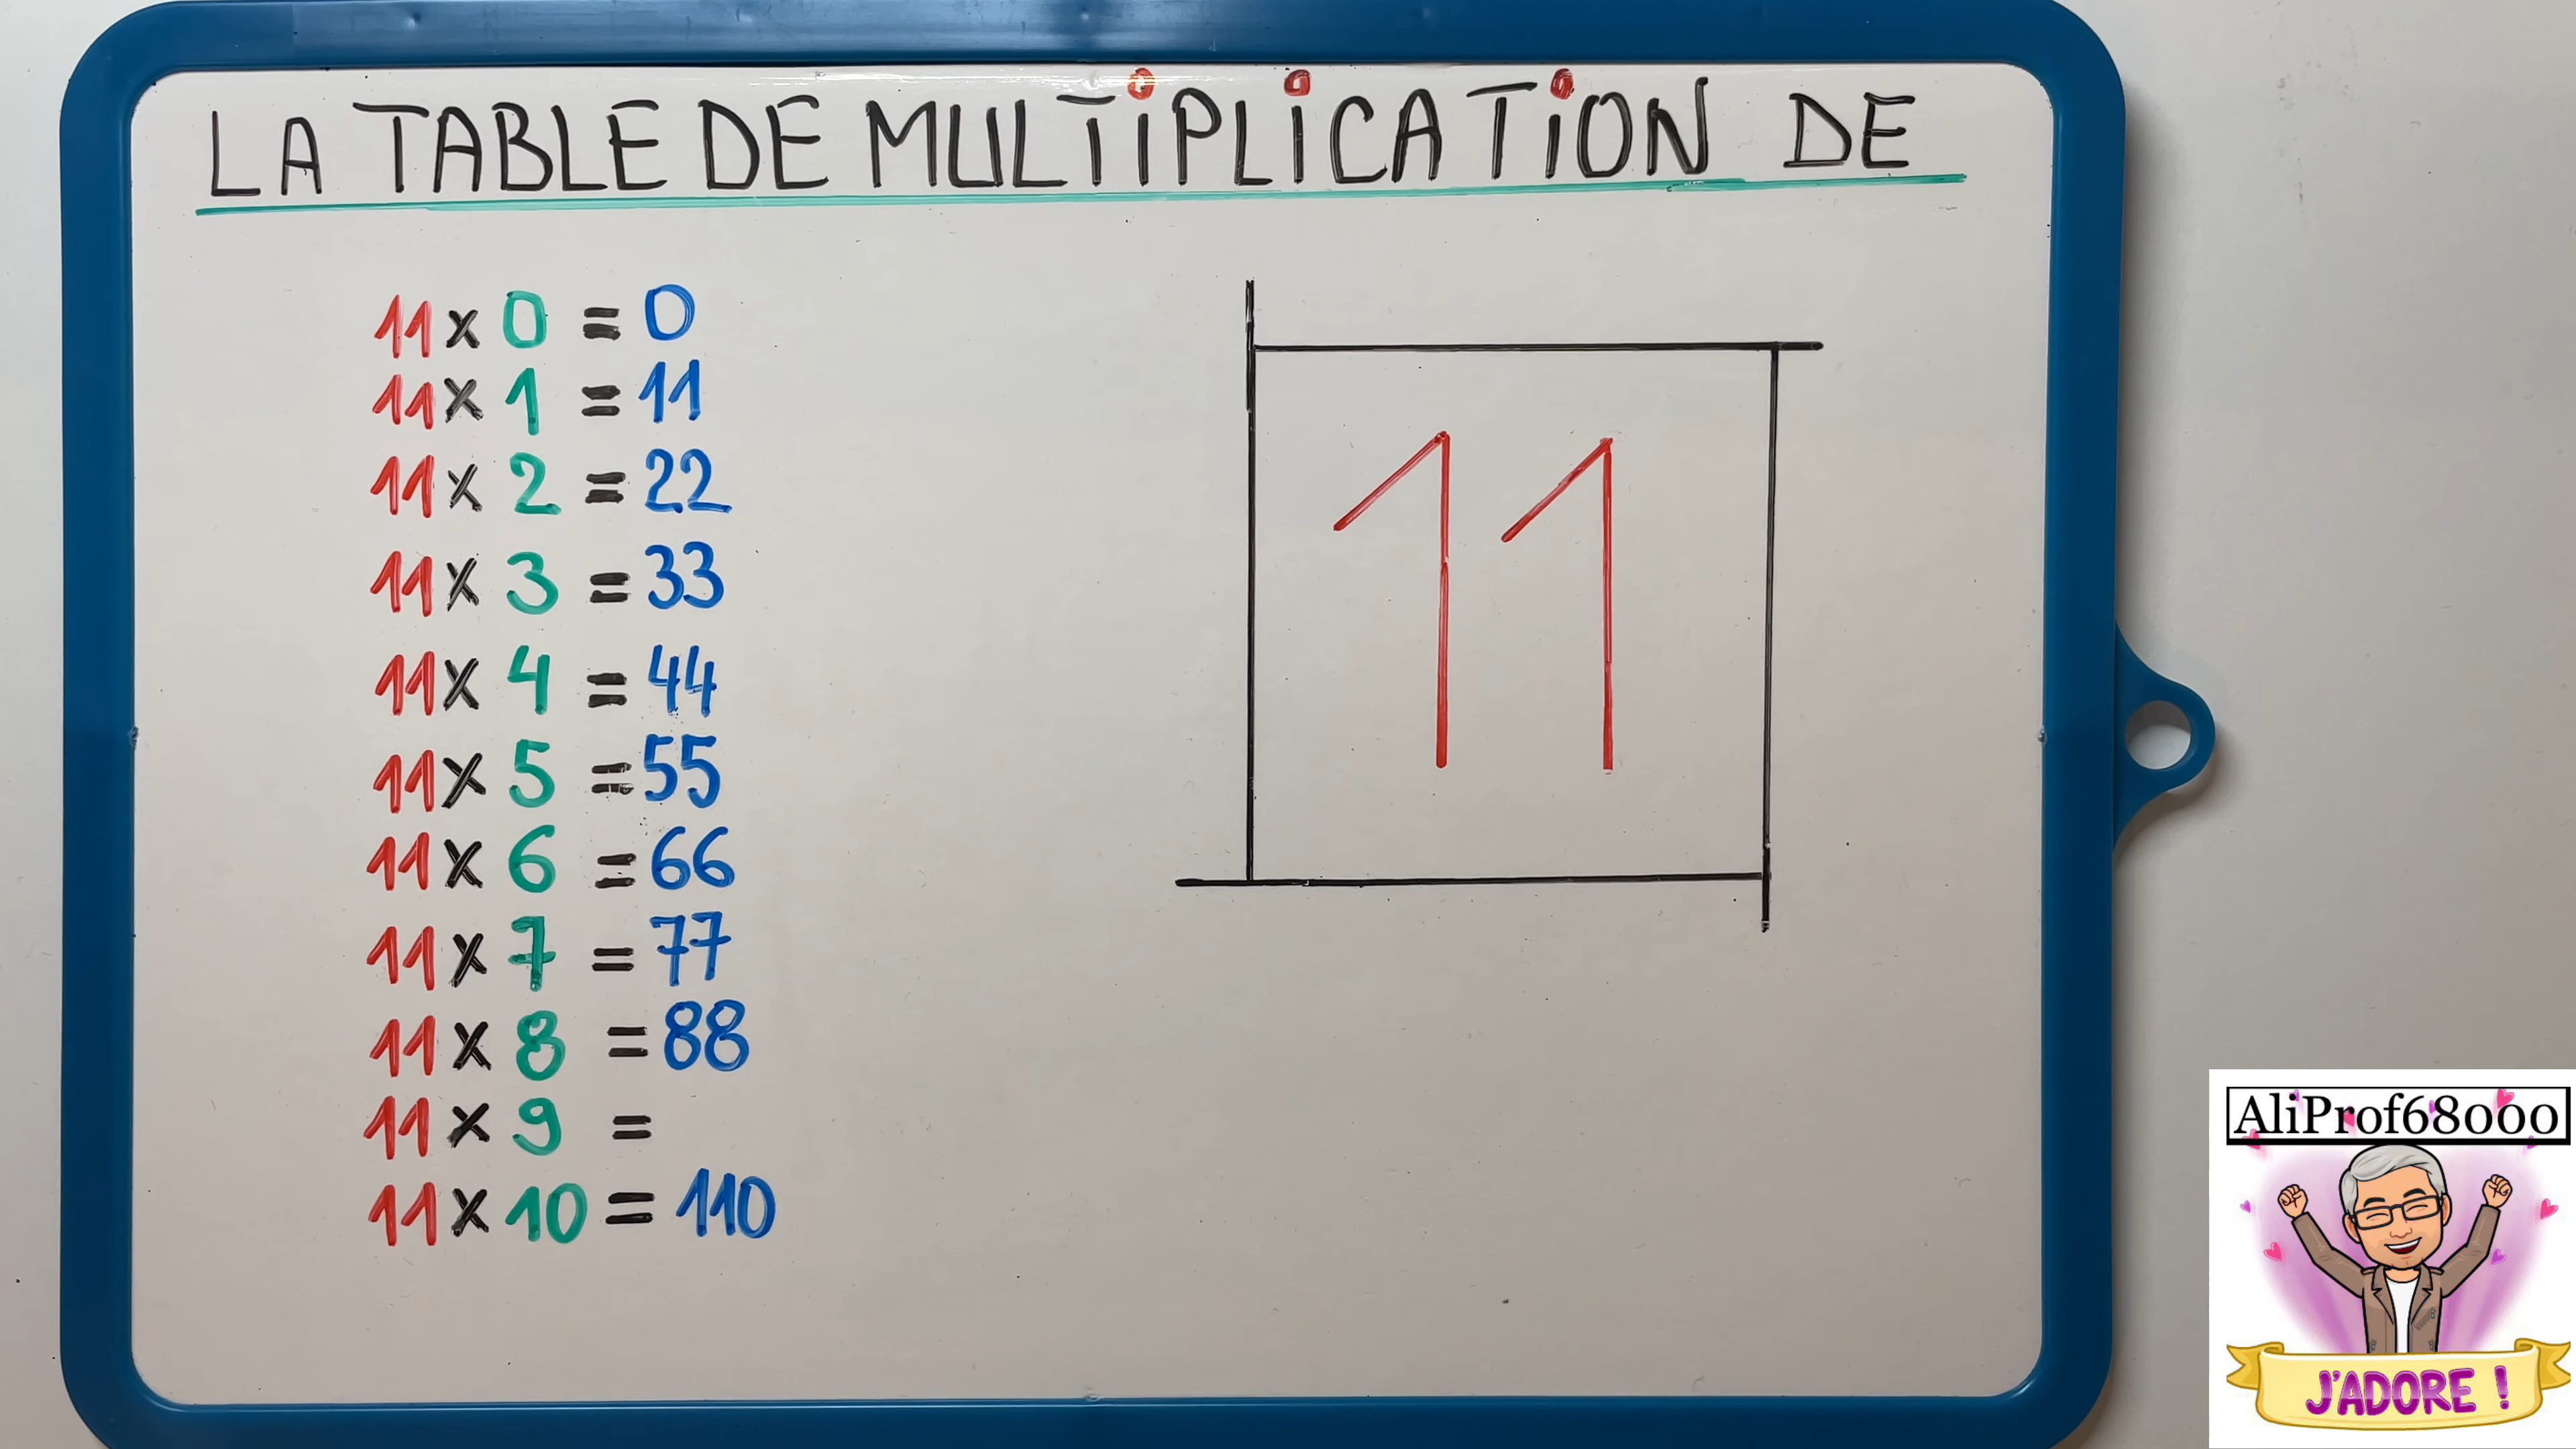 LA TABLE DE MULTiPLiCATiON DE
11 x 0 = 0
11 x 1 = 11
11 x 2 = 22
11 x 3 = 33
11 x 4 = 44
11 x 5 = 55
11 x 6 = 66
11 x 7 = 77
11 x 8 = 88
11 x 9 =
11 x 10 = 110
11
AliProf68000
J'ADORE !